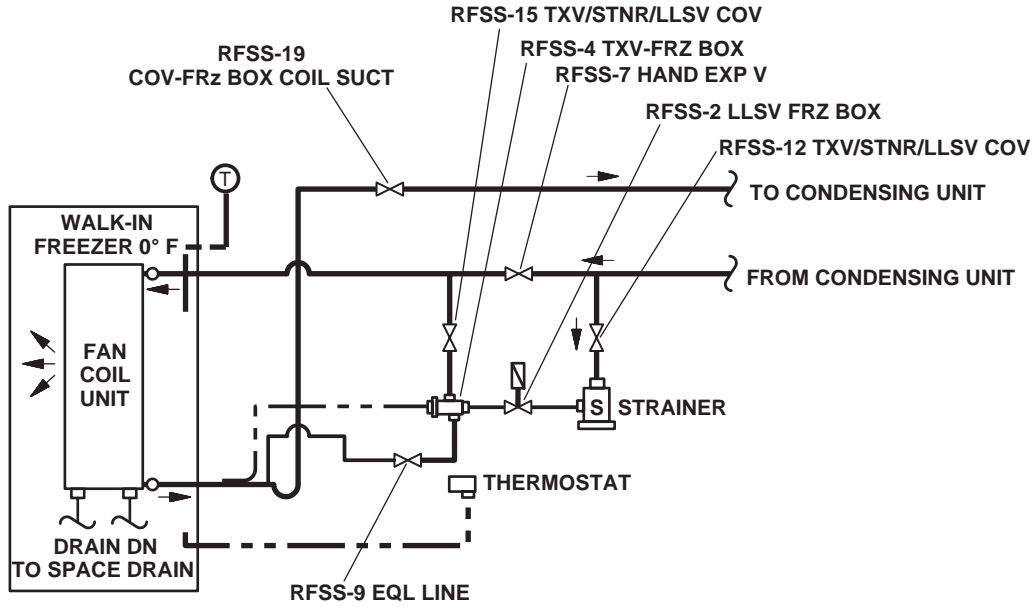 RFSS-15 TXV/STNR/LLSV COV
RFSS-4 TXV-FRZ BOX
RFSS-19
COV-FRz BOX COIL SUCT
RFSS-7 HAND EXP V
RFSS-2 LLSV FRZ BOX
RFSS-12 TXV/STNR/LLSV COV
T
TO CONDENSING UNIT
WALK-IN
FREEZER 0° F
FROM CONDENSING UNIT
FAN
COIL
UNIT
S
STRAINER
THERMOSTAT
DRAIN DN
TO SPACE DRAIN
RFSS-9 EQL LINE